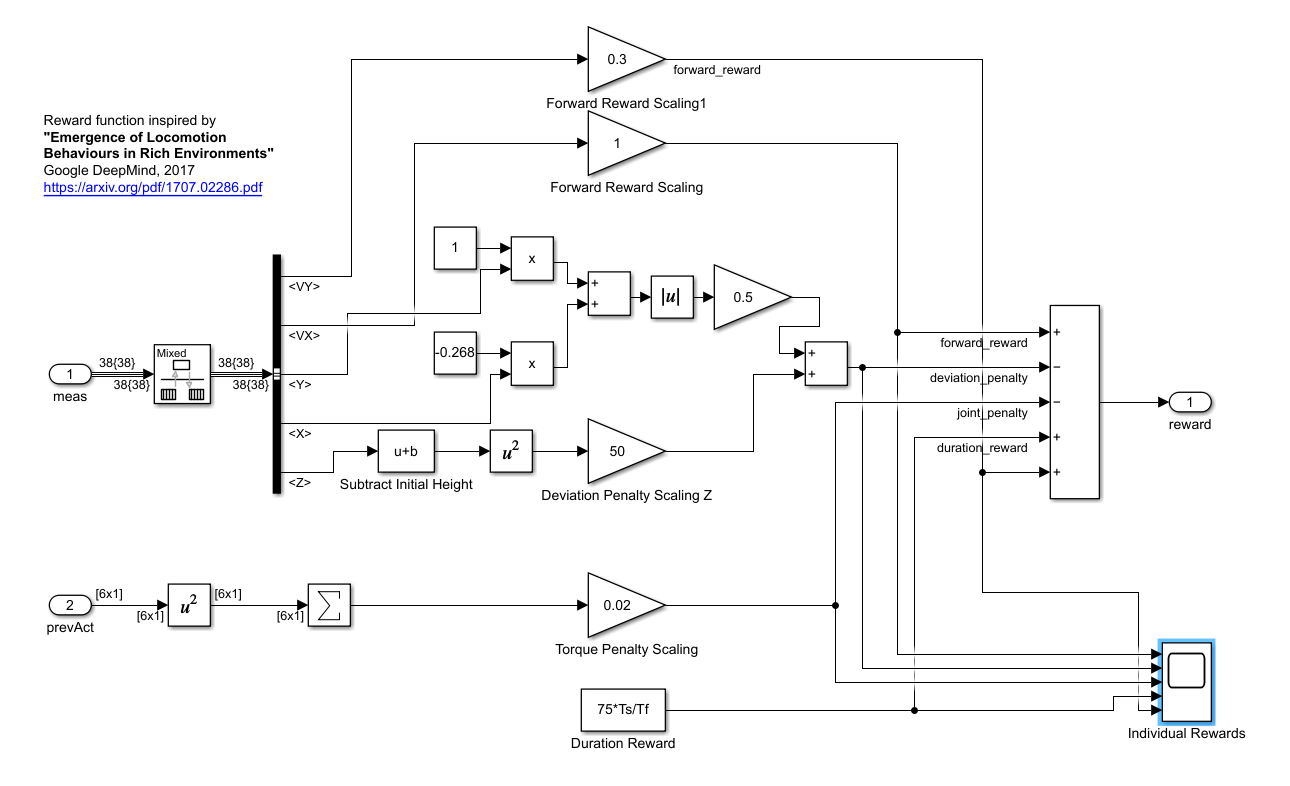 0.3
forward_reward
Forward Reward Scaling1
Reward function inspired by
"Emergence of Locomotion
Behaviours in Rich Environments"
Google DeepMind, 2017
https://arxiv.org/pdf/1707.02286.pdf
1
Forward Reward Scaling
1
x
+
+
|u|
0.5
<VY>
<VX>
-0.268
x
+
+
+
forward_reward
−
deviation_penalty
−
joint_penalty
+
duration_reward
+
1
reward
1
meas
38{38}
38{38}
Mixed
38{38}
38{38}
<Y>
<X>
<Z>
u+b
Subtract Initial Height
u2
50
Deviation Penalty Scaling Z
2
prevAct
[6x1]
[6x1]
u2
[6x1]
[6x1]
∑
0.02
Torque Penalty Scaling
75*Ts/Tf
Duration Reward
Individual Rewards